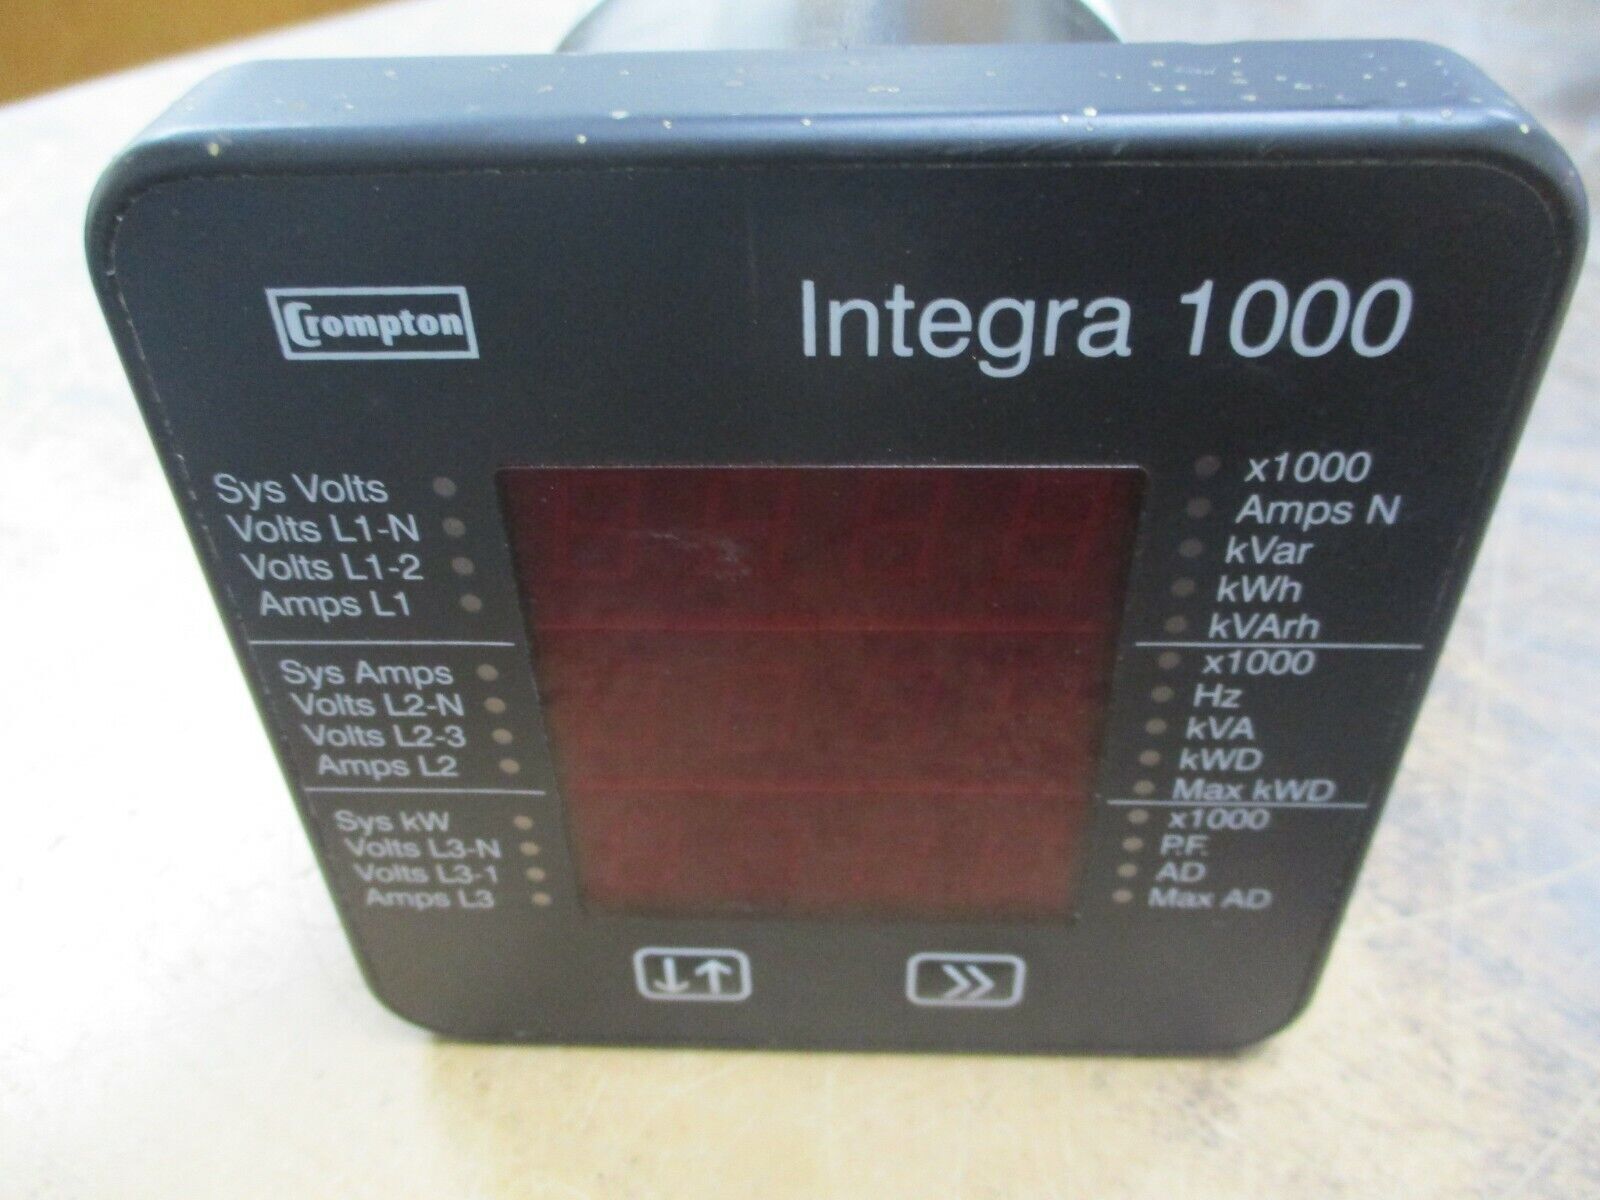 Crompton
Integra 1000
Sys Volts
Volts L1-N
Volts L1-2
Amps L1
Sys Amps
Volts L2-N
Volts L2-3
Amps L2
Sys kW
Volts L3-N
Volts L3-1
Amps L3
x1000
Amps N
kVar
kWh
kVArh
x1000
Hz
kVA
kWD
Max kWD
x1000
P.F.
AD
Max AD